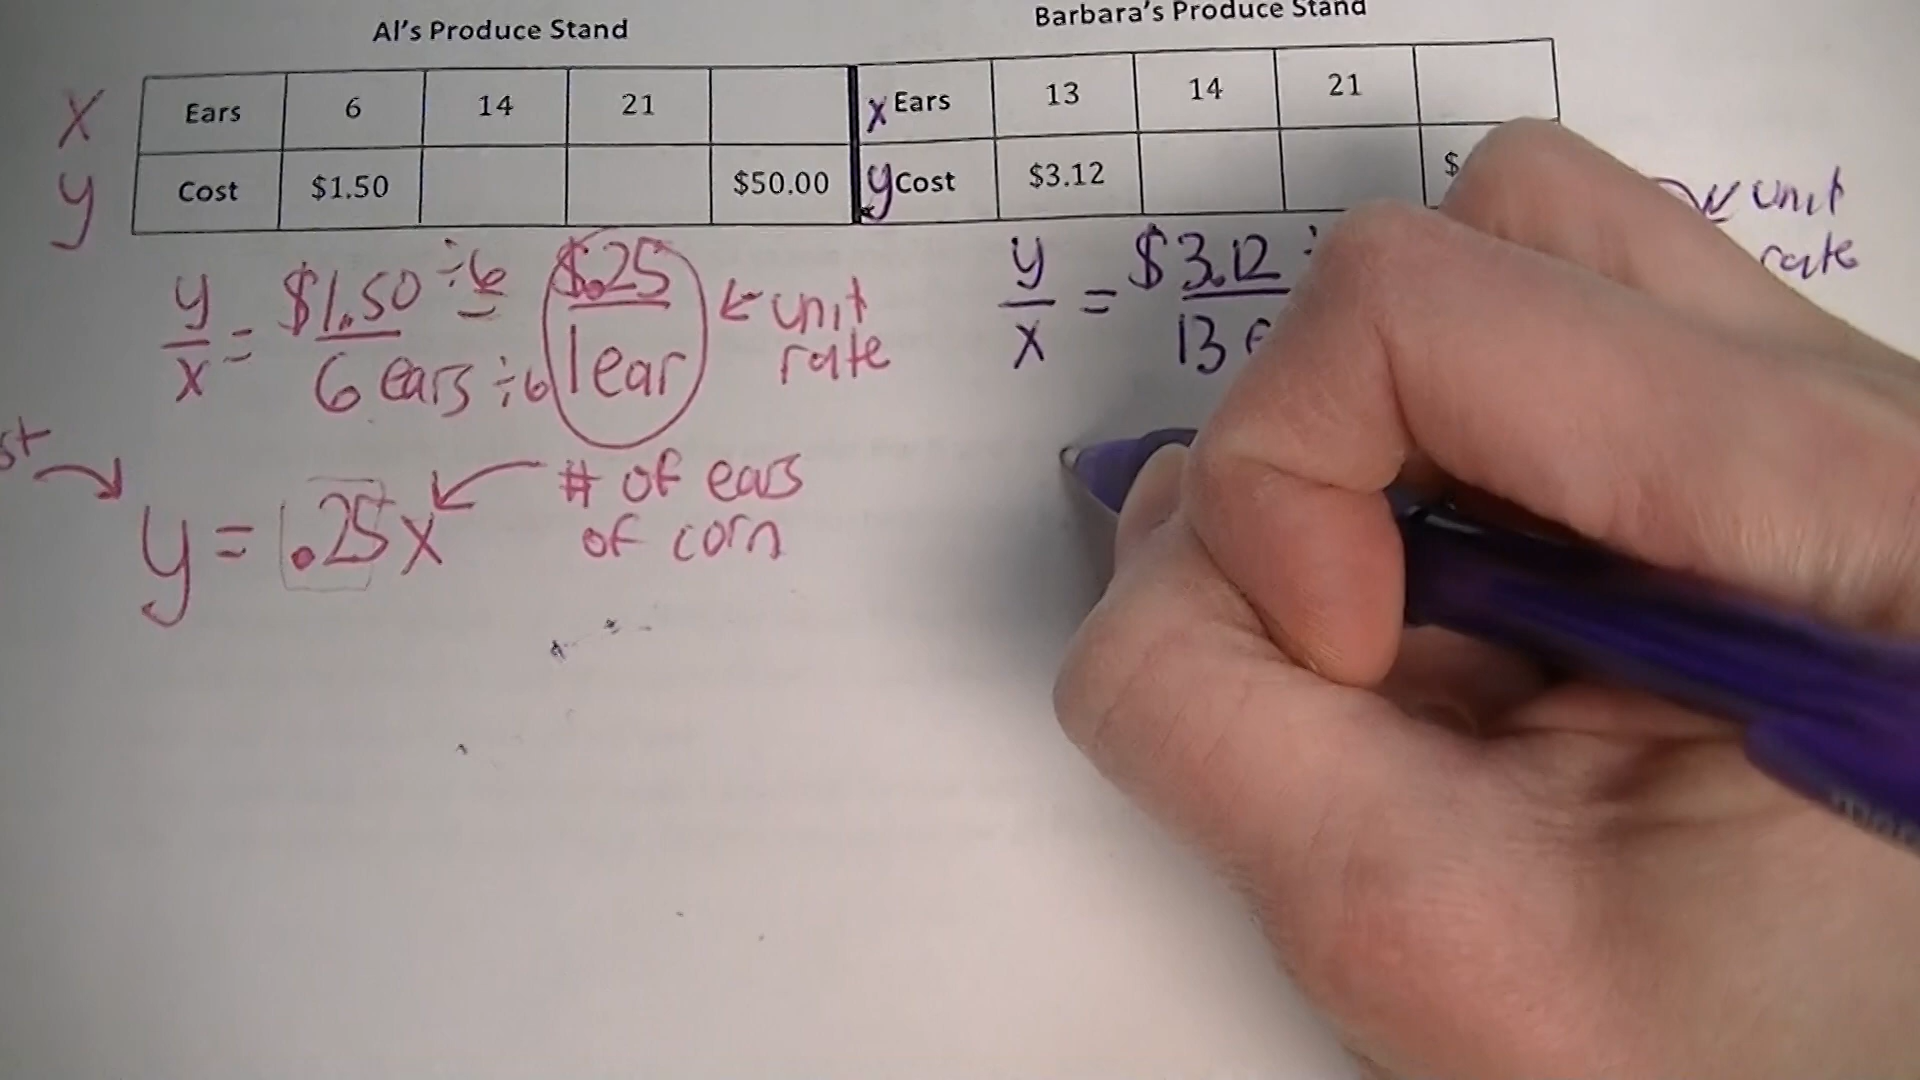 Al's Produce Stand
Barbara's Produce Stand
x Ears 6 14 21
y Cost $1.50 $50.00
x Ears 13 14 21
y Cost $3.12 $
y/x = $1.50 ÷6 / 6 ears ÷6 = $.25 / 1 ear ← unit rate
y/x = $3.12 ÷ / 13
unit
rate
y = .25x
# of ears
of corn